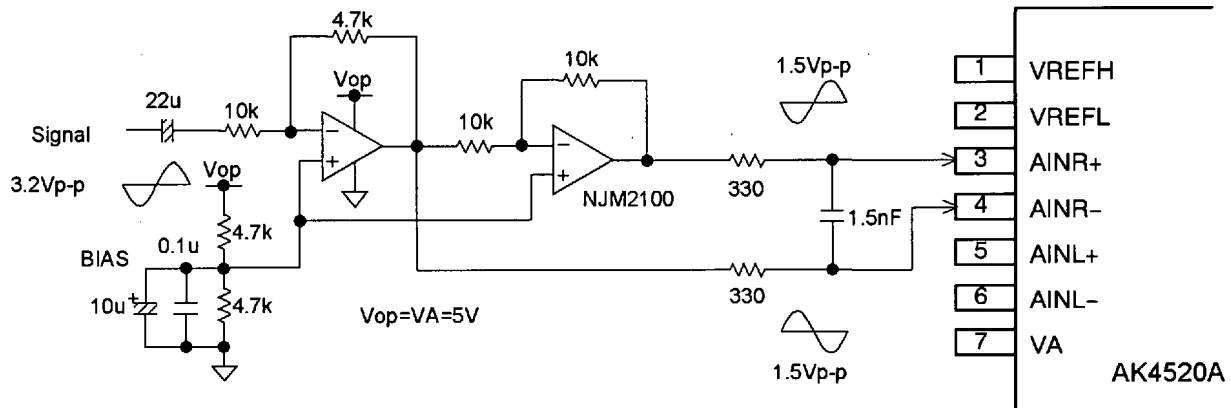 4.7k
Vop
10k
1.5Vp-p
22u
10k
10k
Signal
−
+
−
+
3.2Vp-p
Vop
NJM2100
330
1.5nF
4.7k
0.1u
BIAS
10u
+
4.7k
330
Vop=VA=5V
1.5Vp-p
1 VREFH
2 VREFL
3 AINR+
4 AINR−
5 AINL+
6 AINL−
7 VA
AK4520A